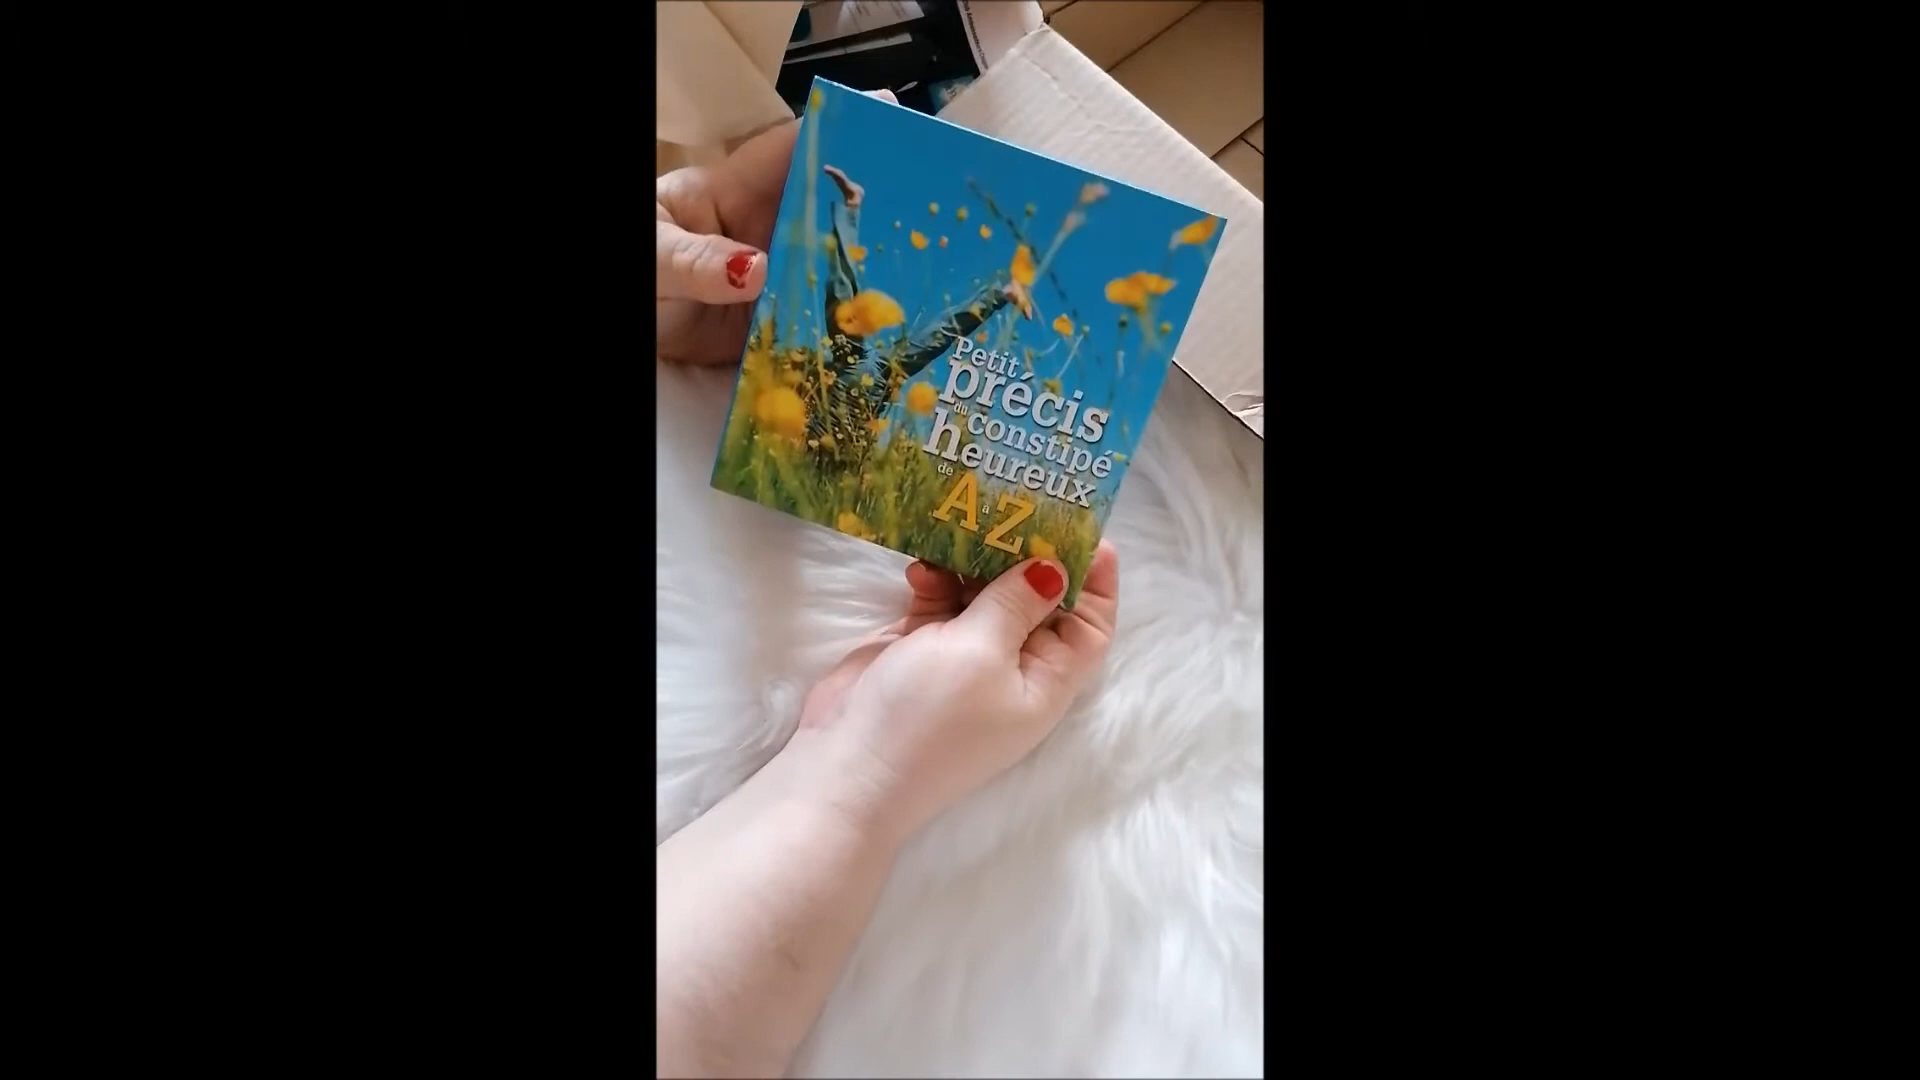 Petit
précis
du constipé
heureux
de
A à Z